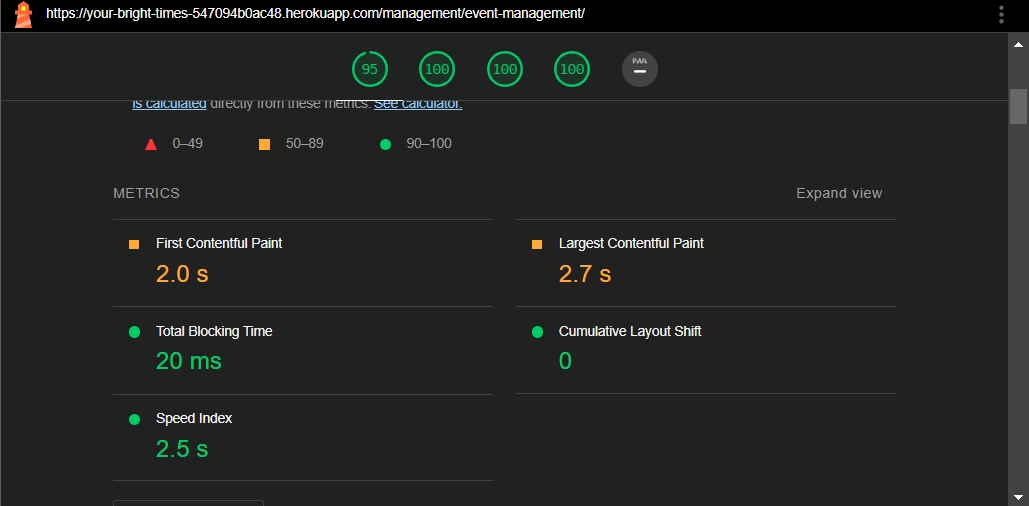 https://your-bright-times-547094b0ac48.herokuapp.com/management/event-management/
95 100 100 100 PWA
is calculated directly from these metrics. See calculator.
0–49 50–89 90–100
METRICS Expand view
First Contentful Paint Largest Contentful Paint
2.0 s 2.7 s
Total Blocking Time Cumulative Layout Shift
20 ms 0
Speed Index
2.5 s